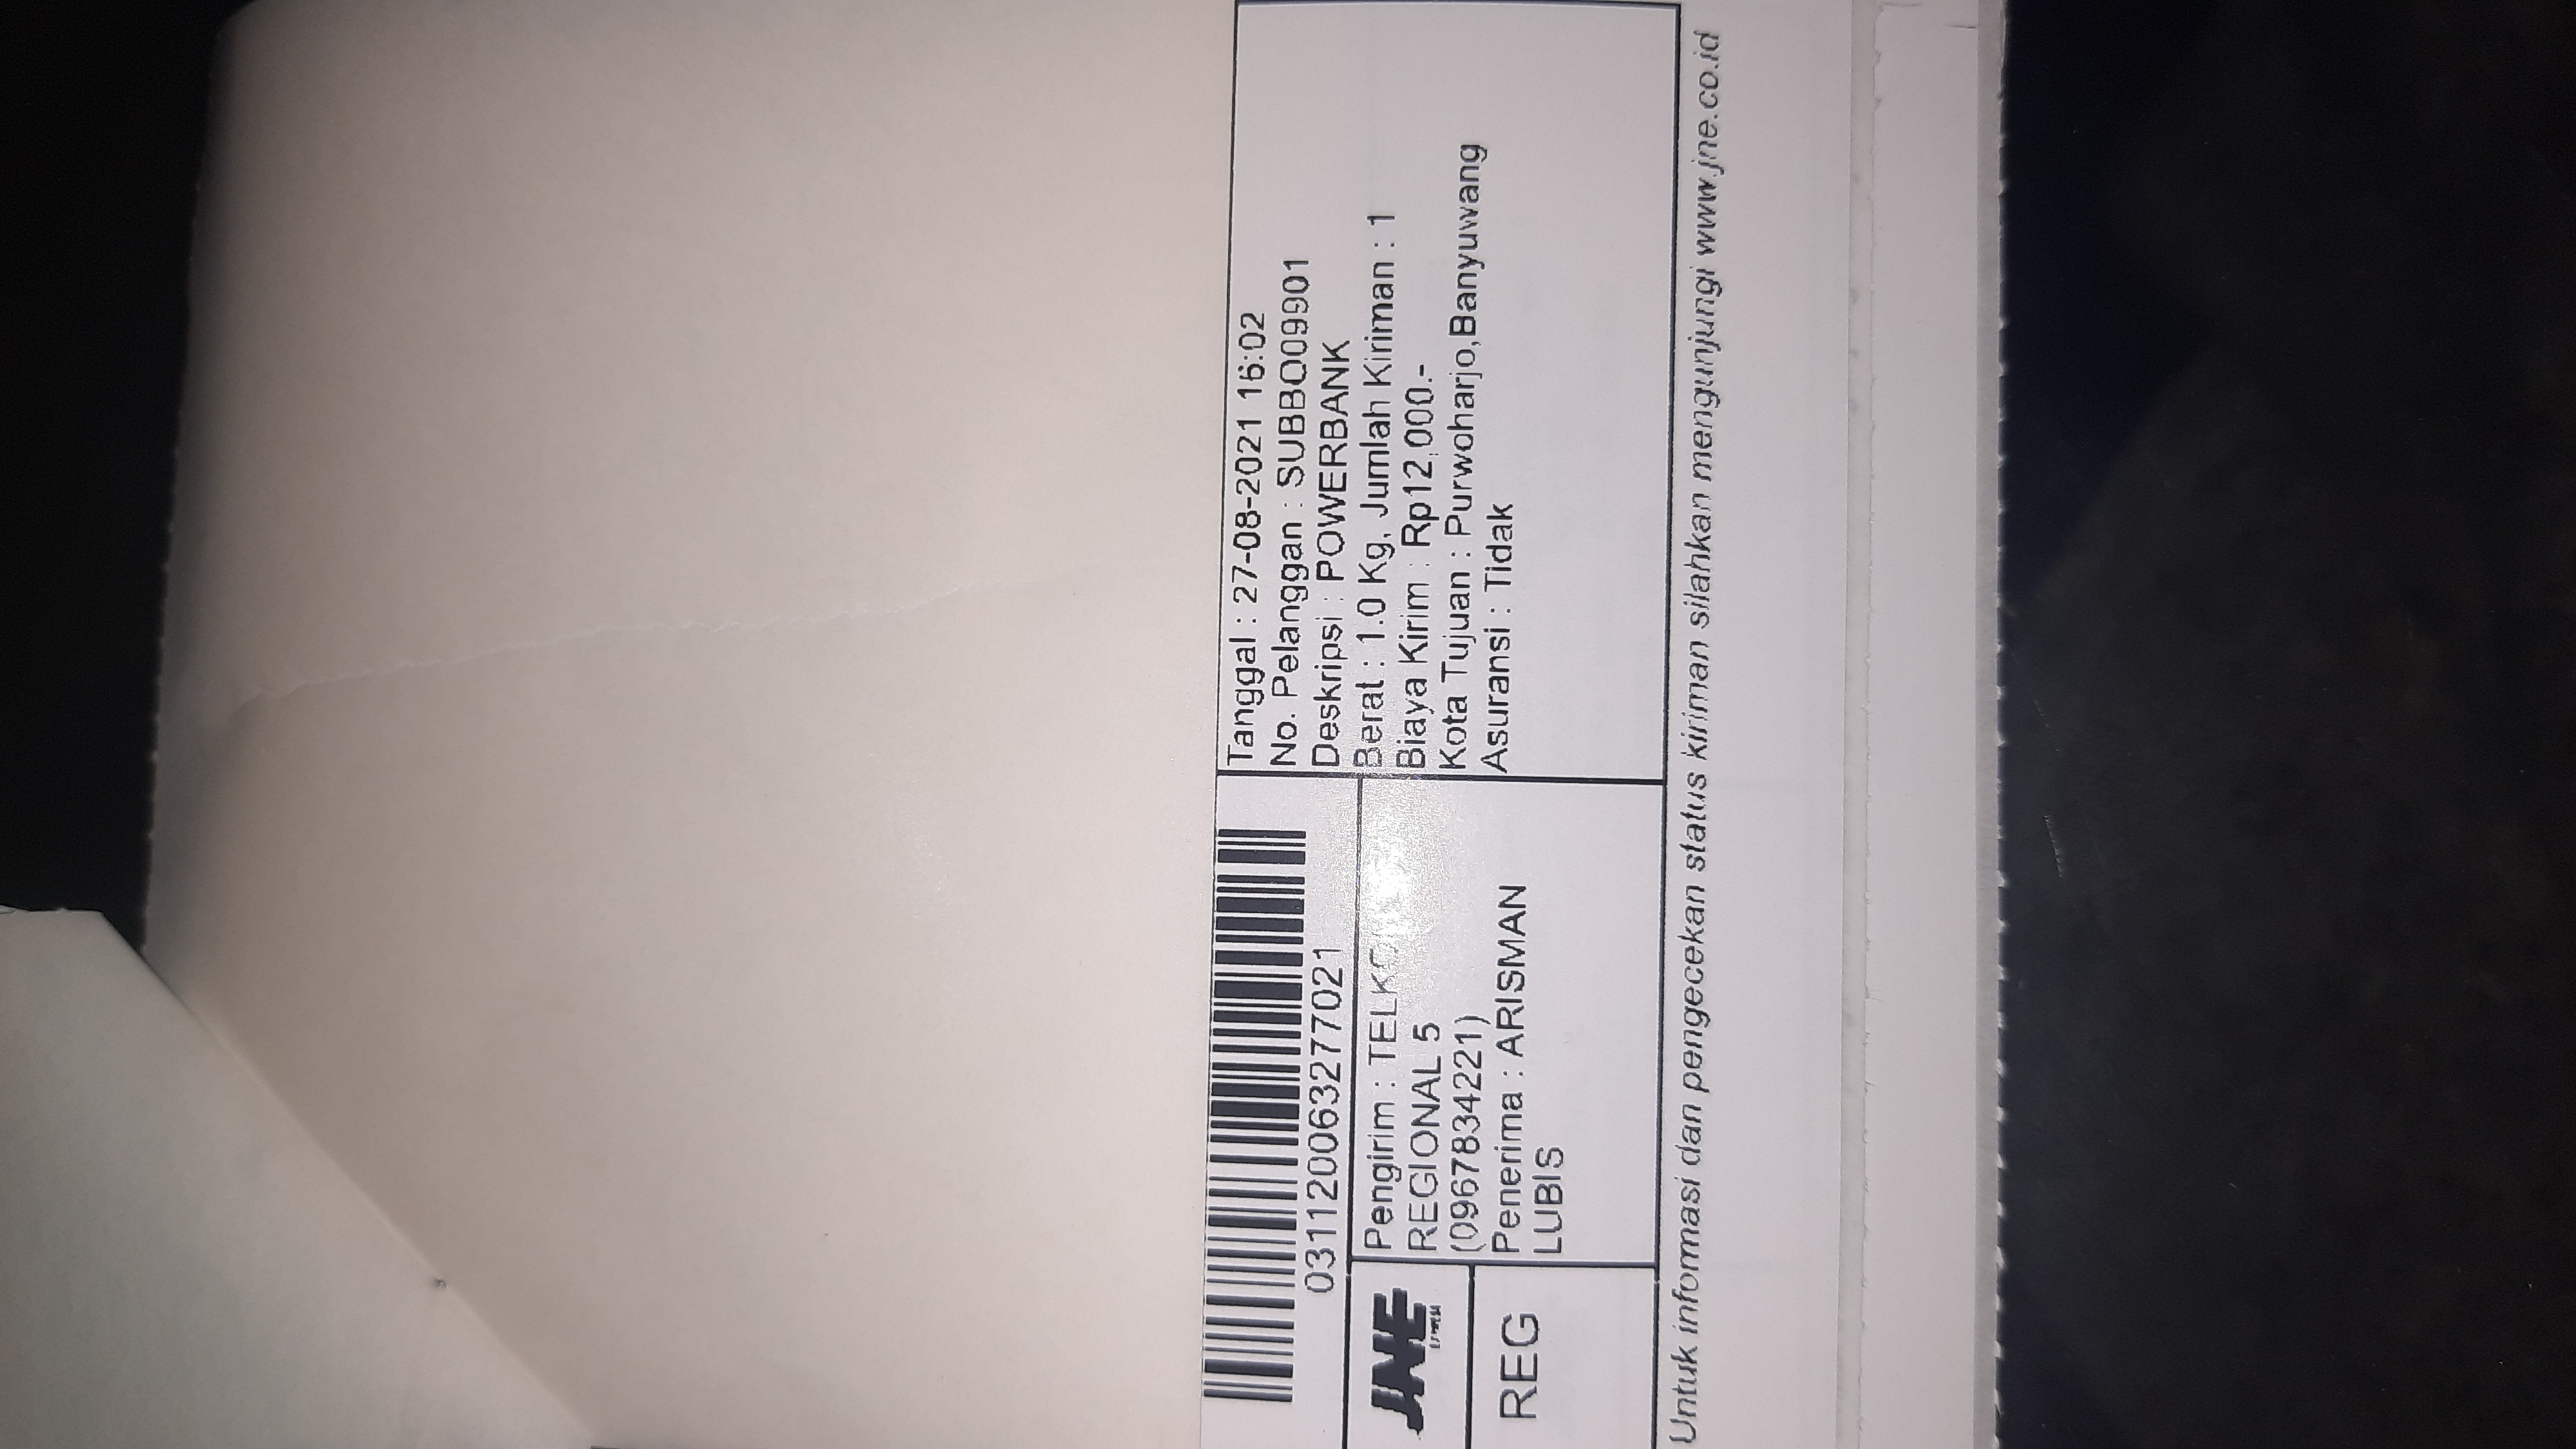 031120063277021
JNE
EXPRESS
REG
Pengirim : 
REGIONAL 5
(0967834221)
Penerima : ARISMAN
LUBIS
Tanggal : 27-08-2021 16:02
No. Pelanggan : SUBBO09901
Deskripsi : POWERBANK
Berat : 1.0 Kg, Jumlah Kiriman : 1
Biaya Kirim : Rp12,000.-
Kota Tujuan : Purwoharjo,Banyuwang
Asuransi : Tidak
Untuk informasi dan pengecekan status kiriman silahkan mengunjungi www.jne.co.id